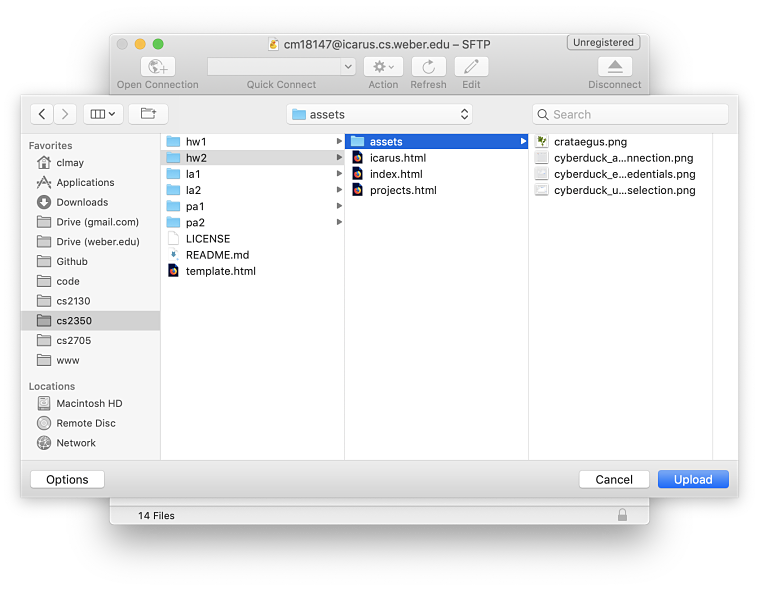 cm18147@icarus.cs.weber.edu – SFTP
Unregistered
Open Connection
Quick Connect
Action
Refresh
Edit
Disconnect
assets
Search
Favorites
clmay
Applications
Downloads
Drive (gmail.com)
Drive (weber.edu)
Github
code
cs2130
cs2350
cs2705
www
Locations
Macintosh HD
Remote Disc
Network
hw1
hw2
la1
la2
pa1
pa2
LICENSE
README.md
template.html
assets
icarus.html
index.html
projects.html
crataegus.png
cyberduck_a...nnection.png
cyberduck_e...edentials.png
cyberduck_u...selection.png
Options
Cancel
Upload
14 Files